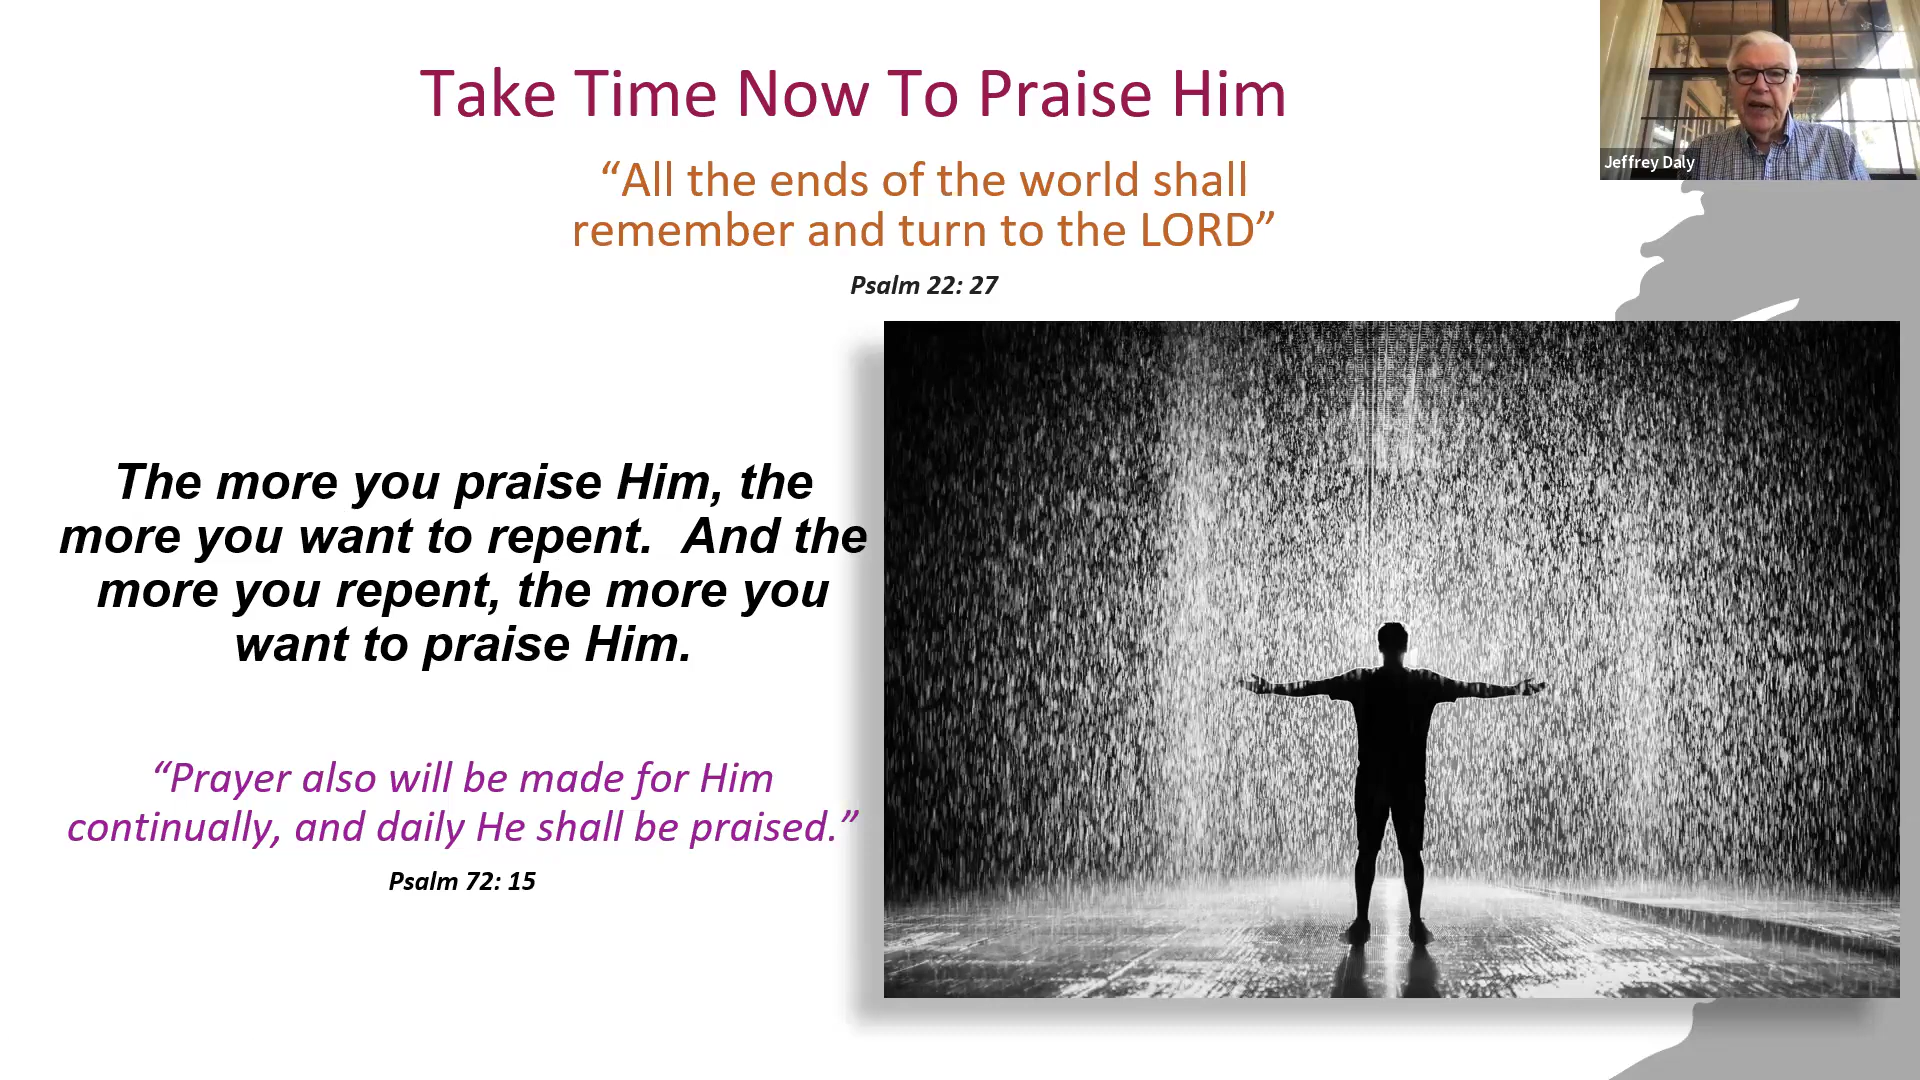 Take Time Now To Praise Him
“All the ends of the world shall
remember and turn to the LORD”
Psalm 22: 27
Jeffrey Daly
The more you praise Him, the
more you want to repent.  And the
more you repent, the more you
want to praise Him.
“Prayer also will be made for Him
continually, and daily He shall be praised.”
Psalm 72: 15